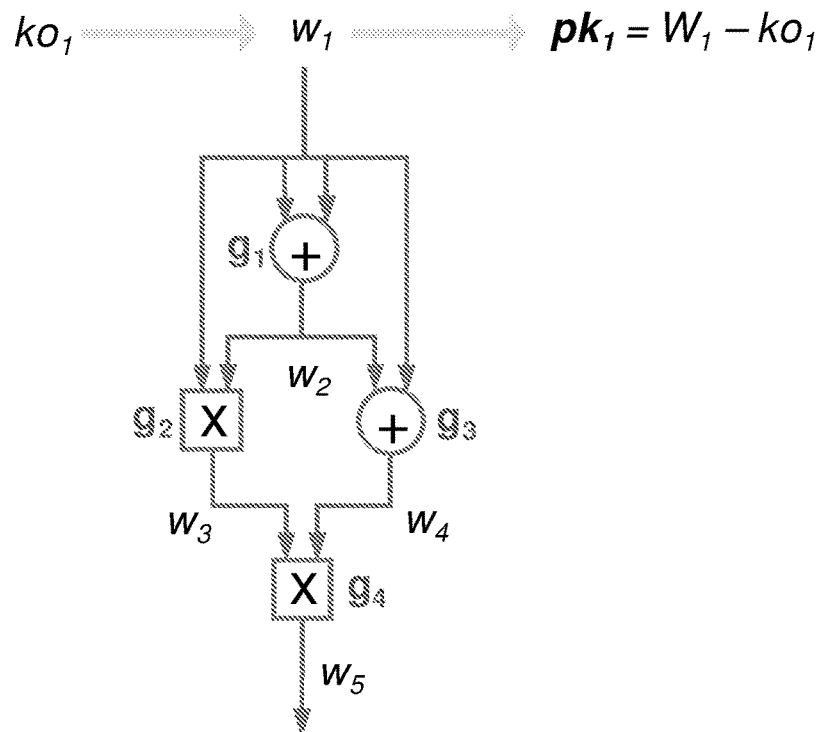 ko₁ w₁ pk₁ = W₁ – ko₁
g₁ +
w₂
g₂ X + g₃
w₃ w₄
X g₄
w₅